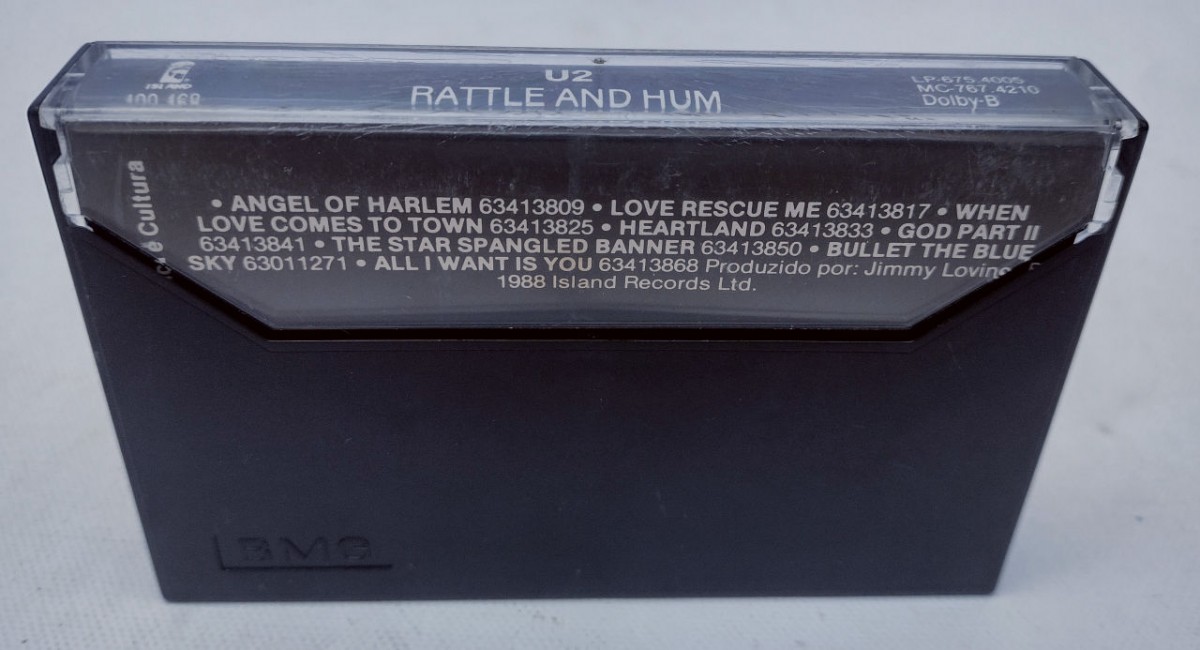 ISLAND
U2
RATTLE AND HUM
LP-675.4005
MC-767.4210
Dolby-B
é Cultura
• ANGEL OF HARLEM 63413809 • LOVE RESCUE ME 63413817 • WHEN
LOVE COMES TO TOWN 63413825 • HEARTLAND 63413833 • GOD PART II
63413841 • THE STAR SPANGLED BANNER 63413850 • BULLET THE BLUE
SKY 63011271 • ALL I WANT IS YOU 63413868 Produzido por: Jimmy
1988 Island Records Ltd.
BMG